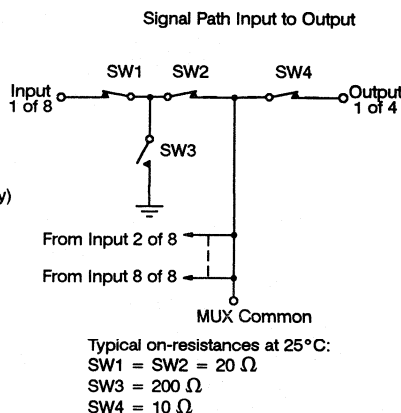 Signal Path Input to Output
SW1 SW2 SW4
Input
1 of 8
Output
1 of 4
SW3
y)
From Input 2 of 8
From Input 8 of 8
MUX Common
Typical on-resistances at 25°C:
SW1 = SW2 = 20 Ω
SW3 = 200 Ω
SW4 = 10 Ω